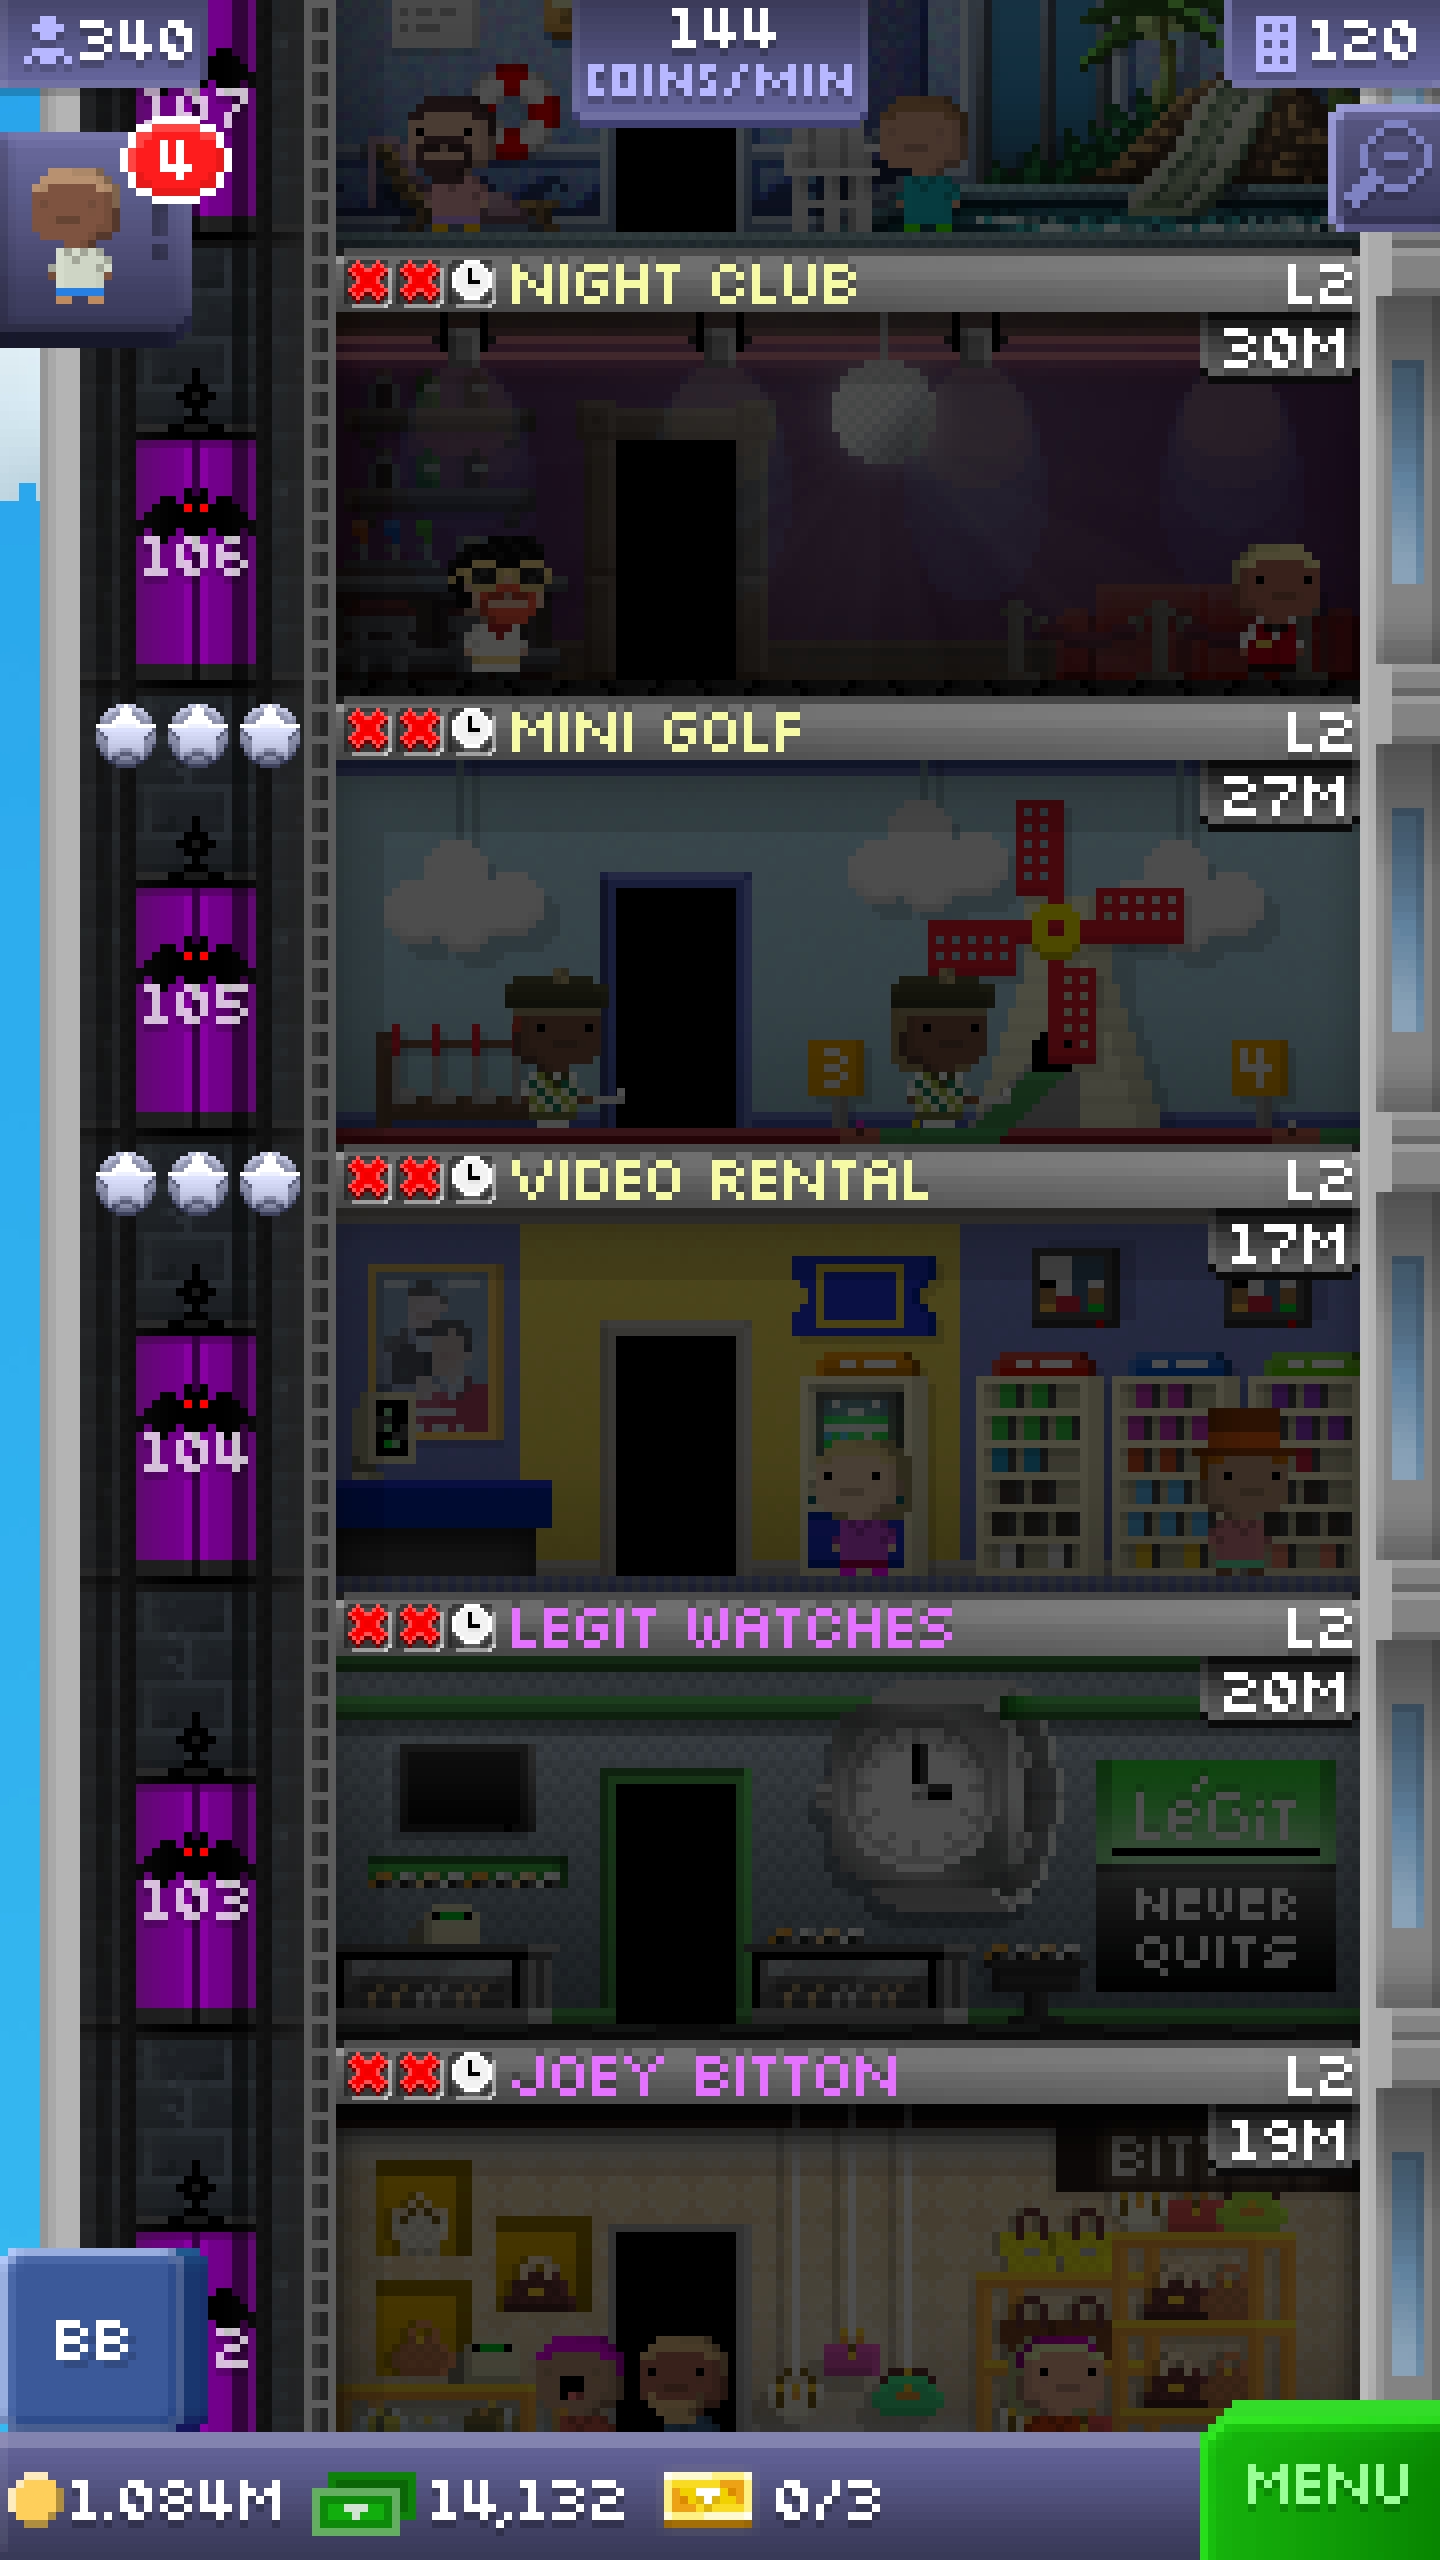 340
144
COINS/MIN
120
107
4
NIGHT CLUB
L2
30M
106
MINI GOLF
L2
27M
105
3
4
VIDEO RENTAL
L2
17M
104
LEGIT WATCHES
L2
20M
LéGiT
NEVER
QUITS
103
JOEY BITTON
L2
19M
BIT
BB
2
1.084M
14,132
0/3
MENU